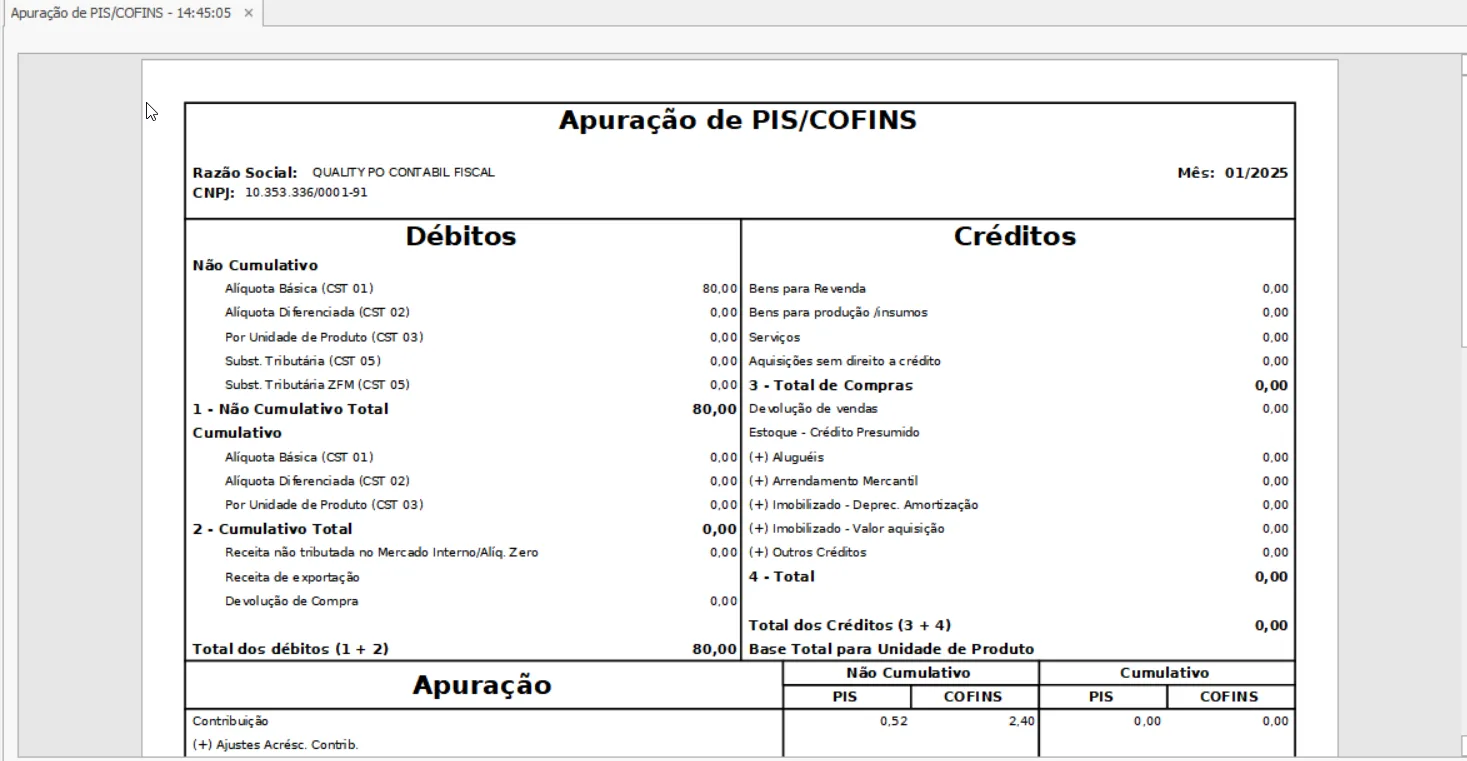 Apuração de PIS/COFINS - 14:45:05 ×
Apuração de PIS/COFINS
Razão Social: QUALITY PO CONTABIL FISCAL
Mês: 01/2025
CNPJ: 10.353.336/0001-91
Débitos
Não Cumulativo
Alíquota Básica (CST 01) 80,00
Alíquota Diferenciada (CST 02) 0,00
Por Unidade de Produto (CST 03) 0,00
Subst. Tributária (CST 05) 0,00
Subst. Tributária ZFM (CST 05) 0,00
1 - Não Cumulativo Total 80,00
Cumulativo
Alíquota Básica (CST 01) 0,00
Alíquota Diferenciada (CST 02) 0,00
Por Unidade de Produto (CST 03) 0,00
2 - Cumulativo Total 0,00
Receita não tributada no Mercado Interno/Alíq. Zero 0,00
Receita de exportação
Devolução de Compra 0,00
Total dos débitos (1 + 2) 80,00
Créditos
Bens para Revenda 0,00
Bens para produção /insumos 0,00
Serviços 0,00
Aquisições sem direito a crédito 0,00
3 - Total de Compras 0,00
Devolução de vendas 0,00
Estoque - Crédito Presumido
(+) Aluguéis 0,00
(+) Arrendamento Mercantil 0,00
(+) Imobilizado - Deprec. Amortização 0,00
(+) Imobilizado - Valor aquisição 0,00
(+) Outros Créditos 0,00
4 - Total 0,00
Total dos Créditos (3 + 4) 0,00
Base Total para Unidade de Produto
Apuração
Não Cumulativo Cumulativo
PIS COFINS PIS COFINS
Contribuição 0,52 2,40 0,00 0,00
(+) Ajustes Acrésc. Contrib.